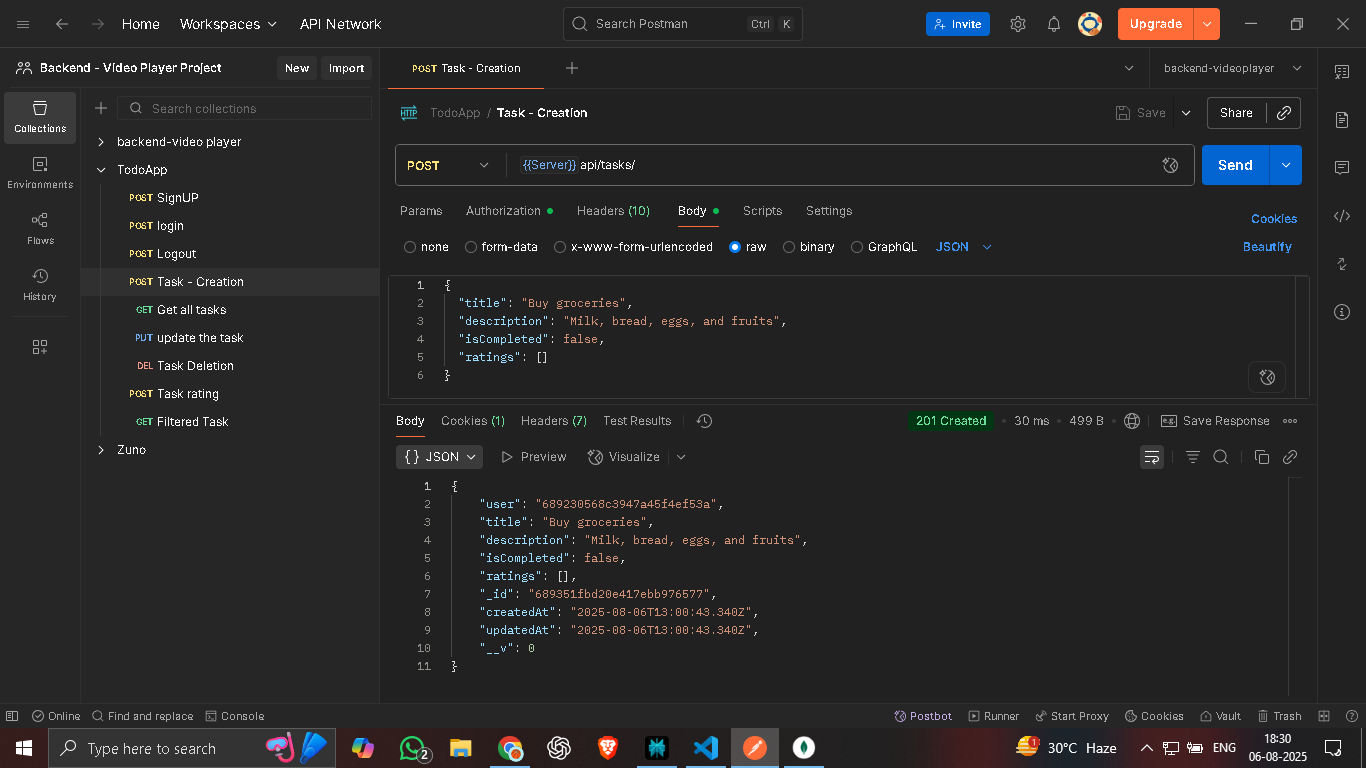 Home Workspaces API Network Search Postman Ctrl K Invite Upgrade
Backend - Video Player Project New Import POST Task - Creation backend-videoplayer
Search collections
Collections
Environments
Flows
History
backend-video player
TodoApp
POST SignUP
POST login
POST Logout
POST Task - Creation
GET Get all tasks
PUT update the task
DEL Task Deletion
POST Task rating
GET Filtered Task
Zuno
HTTP TodoApp / Task - Creation Save Share
POST {{Server}} api/tasks/ Send
Params Authorization Headers (10) Body Scripts Settings Cookies
none form-data x-www-form-urlencoded raw binary GraphQL JSON Beautify
1 {
2 "title": "Buy groceries",
3 "description": "Milk, bread, eggs, and fruits",
4 "isCompleted": false,
5 "ratings": []
6 }
Body Cookies (1) Headers (7) Test Results 201 Created • 30 ms • 499 B e.g. Save Response
{} JSON Preview Visualize
1 {
2 "user": "689230568c3947a45f4ef53a",
3 "title": "Buy groceries",
4 "description": "Milk, bread, eggs, and fruits",
5 "isCompleted": false,
6 "ratings": [],
7 "_id": "689351fbd20e417ebb976577",
8 "createdAt": "2025-08-06T13:00:43.340Z",
9 "updatedAt": "2025-08-06T13:00:43.340Z",
10 "__v": 0
11 }
Online Find and replace Console Postbot Runner Start Proxy Cookies Vault Trash
Type here to search 2 1 30°C Haze ENG 18:30
06-08-2025